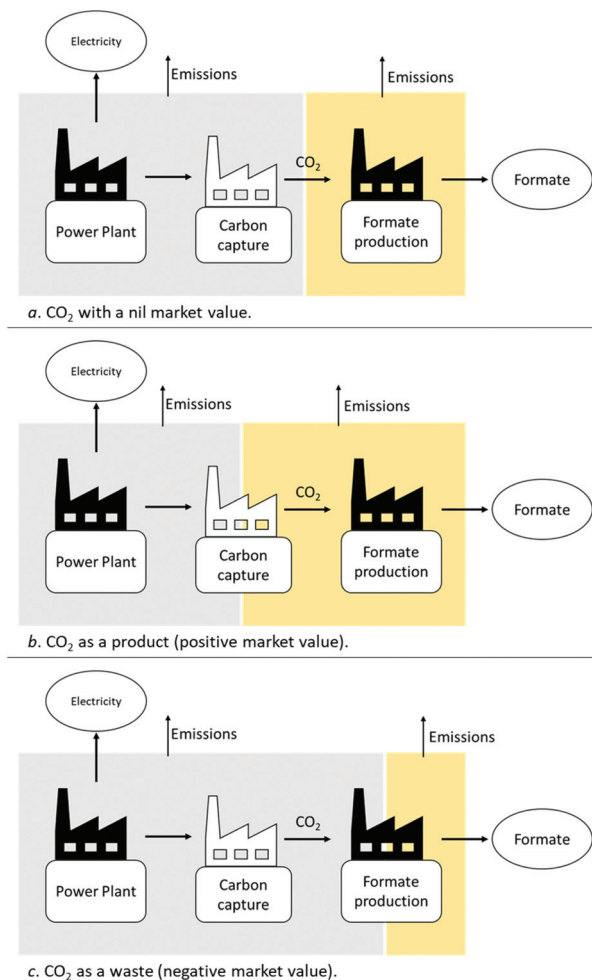 Electricity
Emissions
Emissions
CO₂
Formate
Power Plant
Carbon
capture
Formate
production
a. CO₂ with a nil market value.
Electricity
Emissions
Emissions
CO₂
Formate
Power Plant
Carbon
capture
Formate
production
b. CO₂ as a product (positive market value).
Electricity
Emissions
Emissions
CO₂
Formate
Power Plant
Carbon
capture
Formate
production
c. CO₂ as a waste (negative market value).